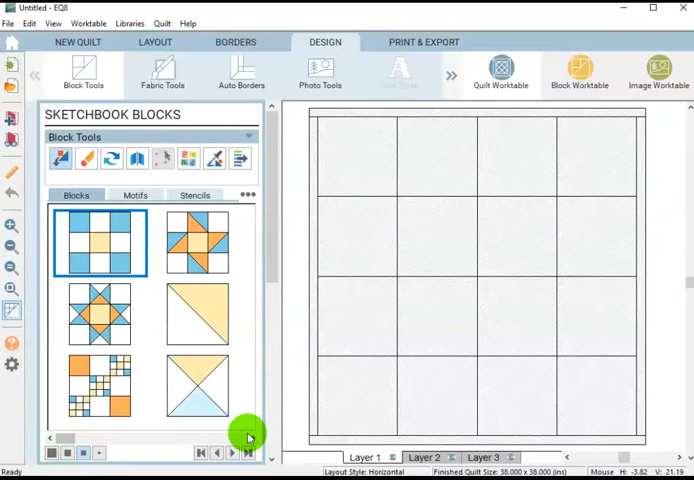 Untitled - EQ8
File Edit View Worktables Libraries Quilt Help
NEW QUILT LAYOUT BORDERS DESIGN PRINT & EXPORT
Block Tools Fabric Tools Auto Borders Photo Tools Quilt Worktable Block Worktable Image Worktable
SKETCHBOOK BLOCKS
Block Tools
Blocks Motifs Stencils
Layer 1 Layer 2 Layer 3
Ready Layout Style: Horizontal Finished Quilt Size: 38.000 x 38.000 (ins) Mouse H: -3.82 V: 21.19